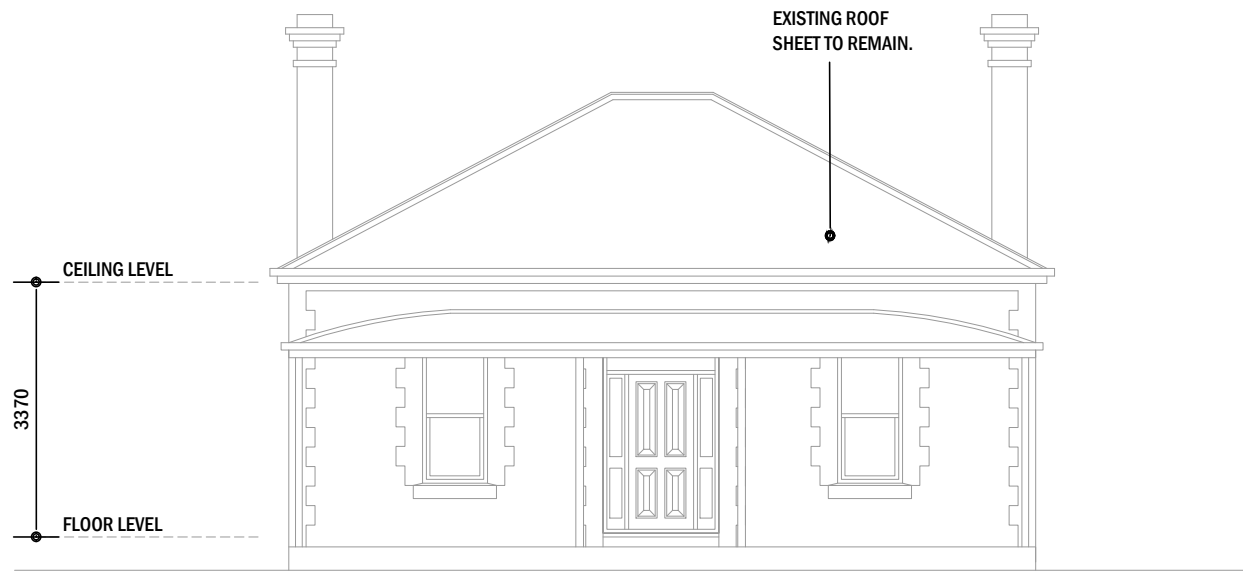 EXISTING ROOF
SHEET TO REMAIN.
CEILING LEVEL
3370
FLOOR LEVEL